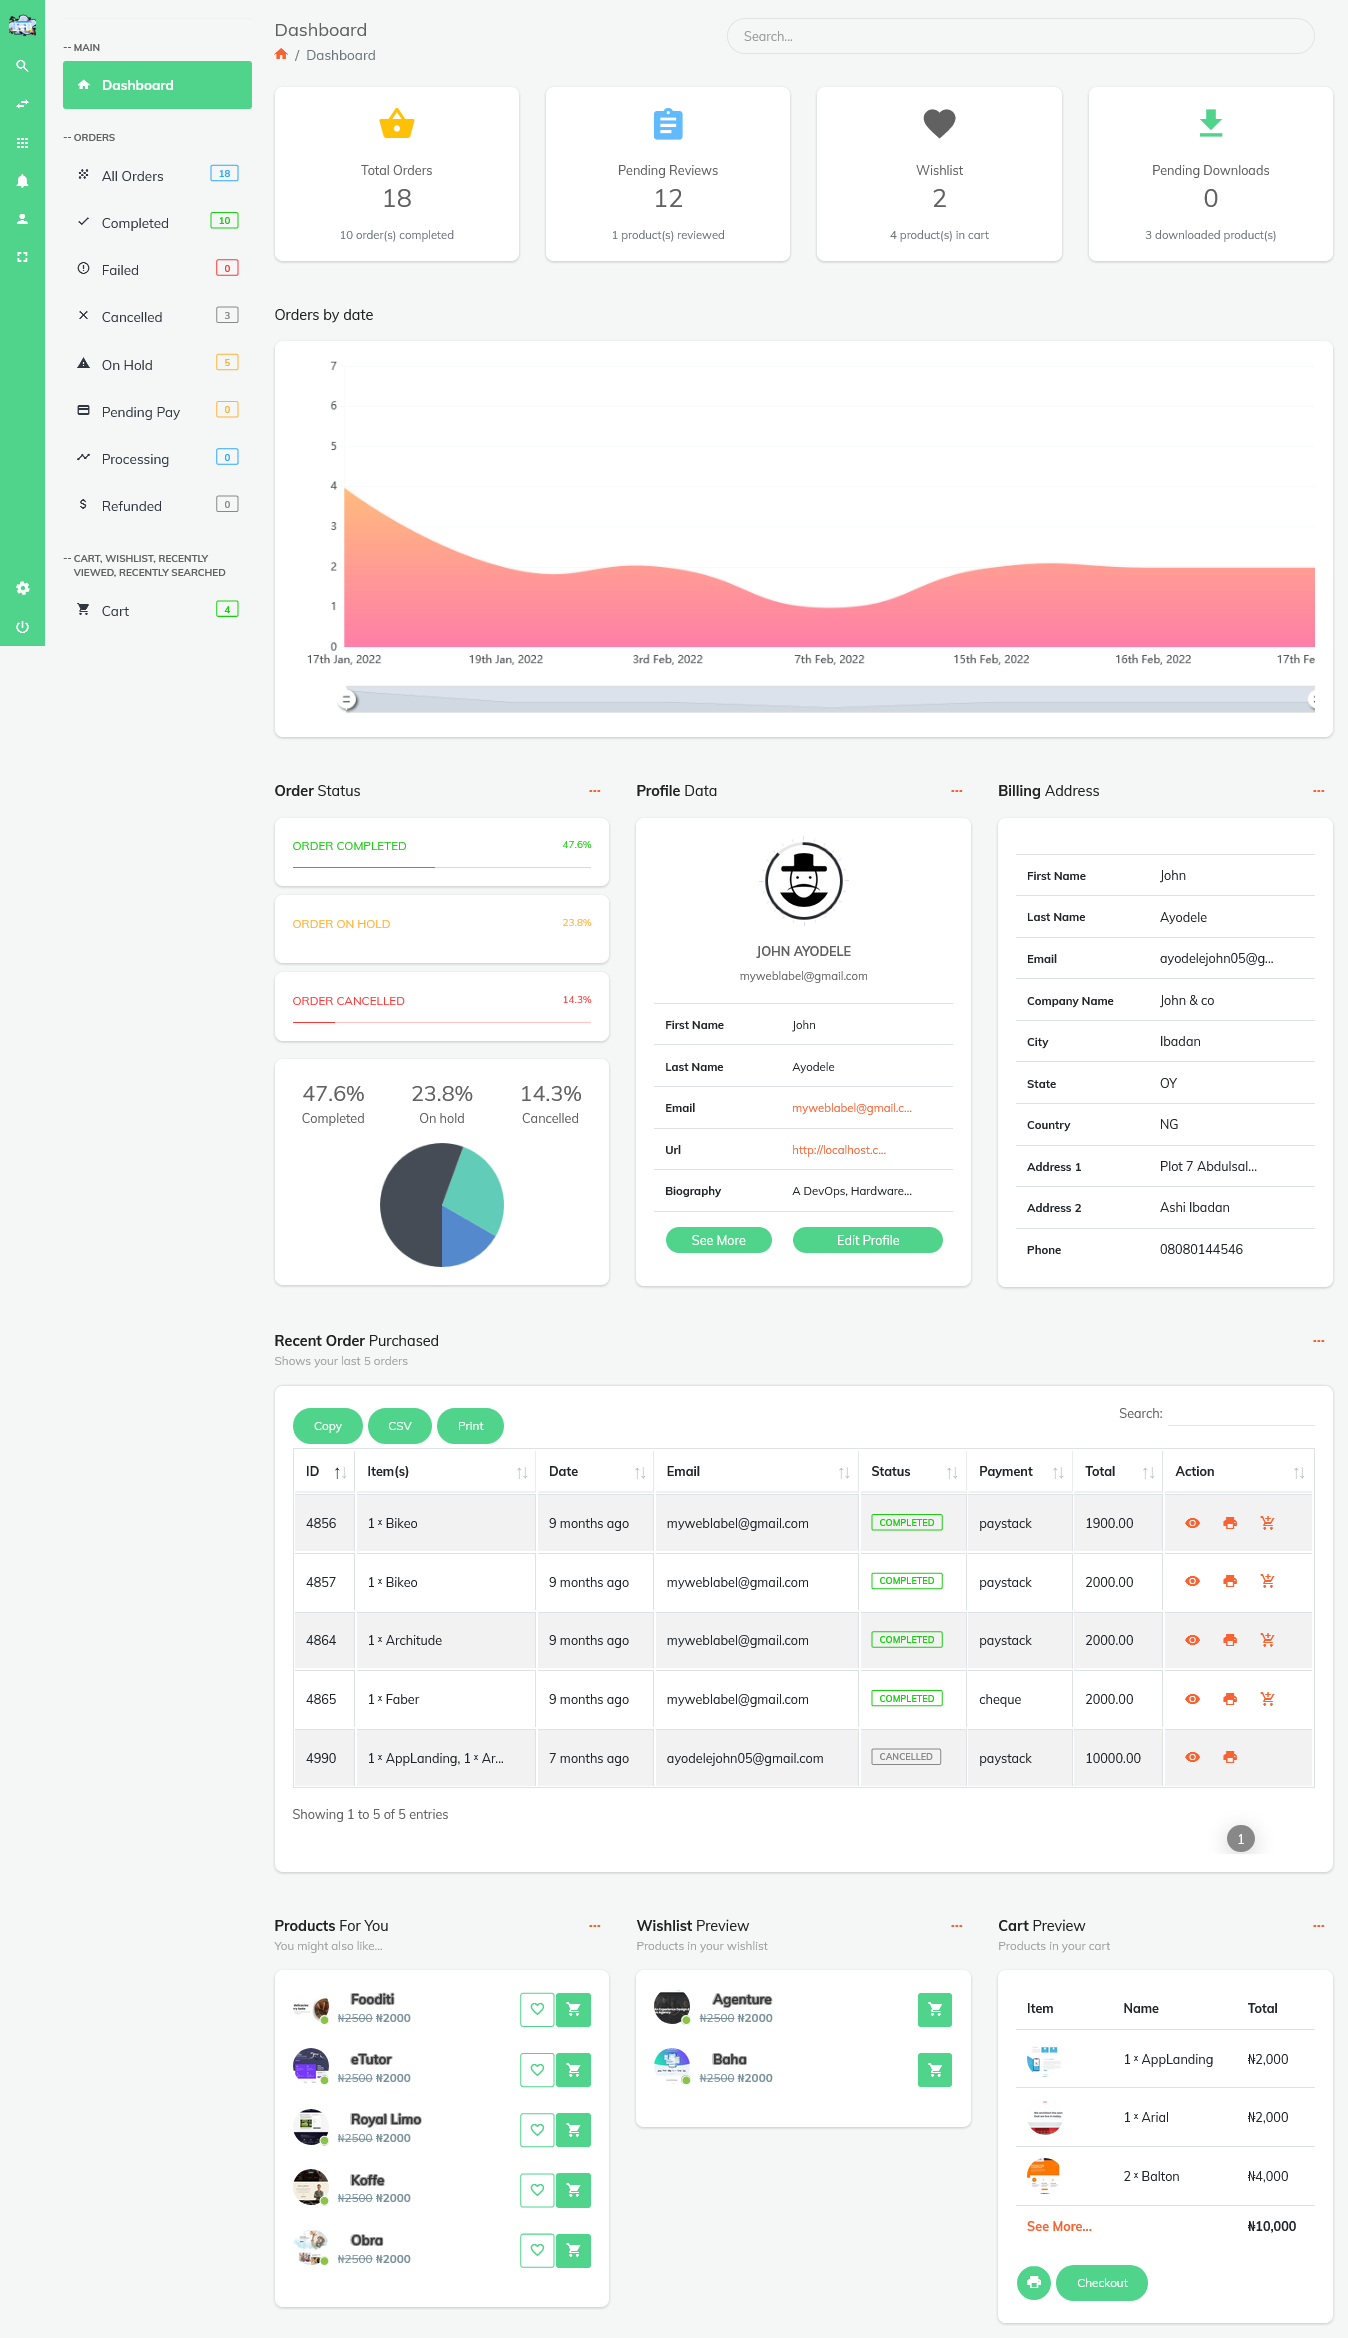 -- MAIN
Dashboard
-- ORDERS
All Orders 18
Completed 10
Failed 0
Cancelled 3
On Hold 5
Pending Pay 0
Processing 0
Refunded 0
-- CART, WISHLIST, RECENTLY
VIEWED, RECENTLY SEARCHED
Cart 4
Dashboard
/ Dashboard
Search...
Total Orders
18
10 order(s) completed
Pending Reviews
12
1 product(s) reviewed
Wishlist
2
4 product(s) in cart
Pending Downloads
0
3 downloaded product(s)
Orders by date
7
6
5
4
3
2
1
0
17th Jan, 2022 19th Jan, 2022 3rd Feb, 2022 7th Feb, 2022 15th Feb, 2022 16th Feb, 2022 17th Fe
Order Status
ORDER COMPLETED 47.6%
ORDER ON HOLD 23.8%
ORDER CANCELLED 14.3%
47.6% 23.8% 14.3%
Completed On hold Cancelled
Profile Data
JOHN AYODELE
myweblabel@gmail.com
First Name John
Last Name Ayodele
Email myweblabel@gmail.c...
Url http://localhost.c...
Biography A DevOps, Hardware...
See More Edit Profile
Billing Address
First Name John
Last Name Ayodele
Email ayodelejohn05@g...
Company Name John & co
City Ibadan
State OY
Country NG
Address 1 Plot 7 Abdulsal...
Address 2 Ashi Ibadan
Phone 08080144546
Recent Order Purchased
Shows your last 5 orders
Copy CSV Print
Search:
ID Item(s) Date Email Status Payment Total Action
4856 1 x Bikeo 9 months ago myweblabel@gmail.com COMPLETED paystack 1900.00
4857 1 x Bikeo 9 months ago myweblabel@gmail.com COMPLETED paystack 2000.00
4864 1 x Architude 9 months ago myweblabel@gmail.com COMPLETED paystack 2000.00
4865 1 x Faber 9 months ago myweblabel@gmail.com COMPLETED cheque 2000.00
4990 1 x AppLanding, 1 x Ar... 7 months ago ayodelejohn05@gmail.com CANCELLED paystack 10000.00
Showing 1 to 5 of 5 entries
1
Products For You
You might also like...
Fooditi
₦2500 ₦2000
eTutor
₦2500 ₦2000
Royal Limo
₦2500 ₦2000
Koffe
₦2500 ₦2000
Obra
₦2500 ₦2000
Wishlist Preview
Products in your wishlist
Agenture
₦2500 ₦2000
Baha
₦2500 ₦2000
Cart Preview
Products in your cart
Item Name Total
1 x AppLanding ₦2,000
1 x Arial ₦2,000
2 x Balton ₦4,000
See More... ₦10,000
Checkout